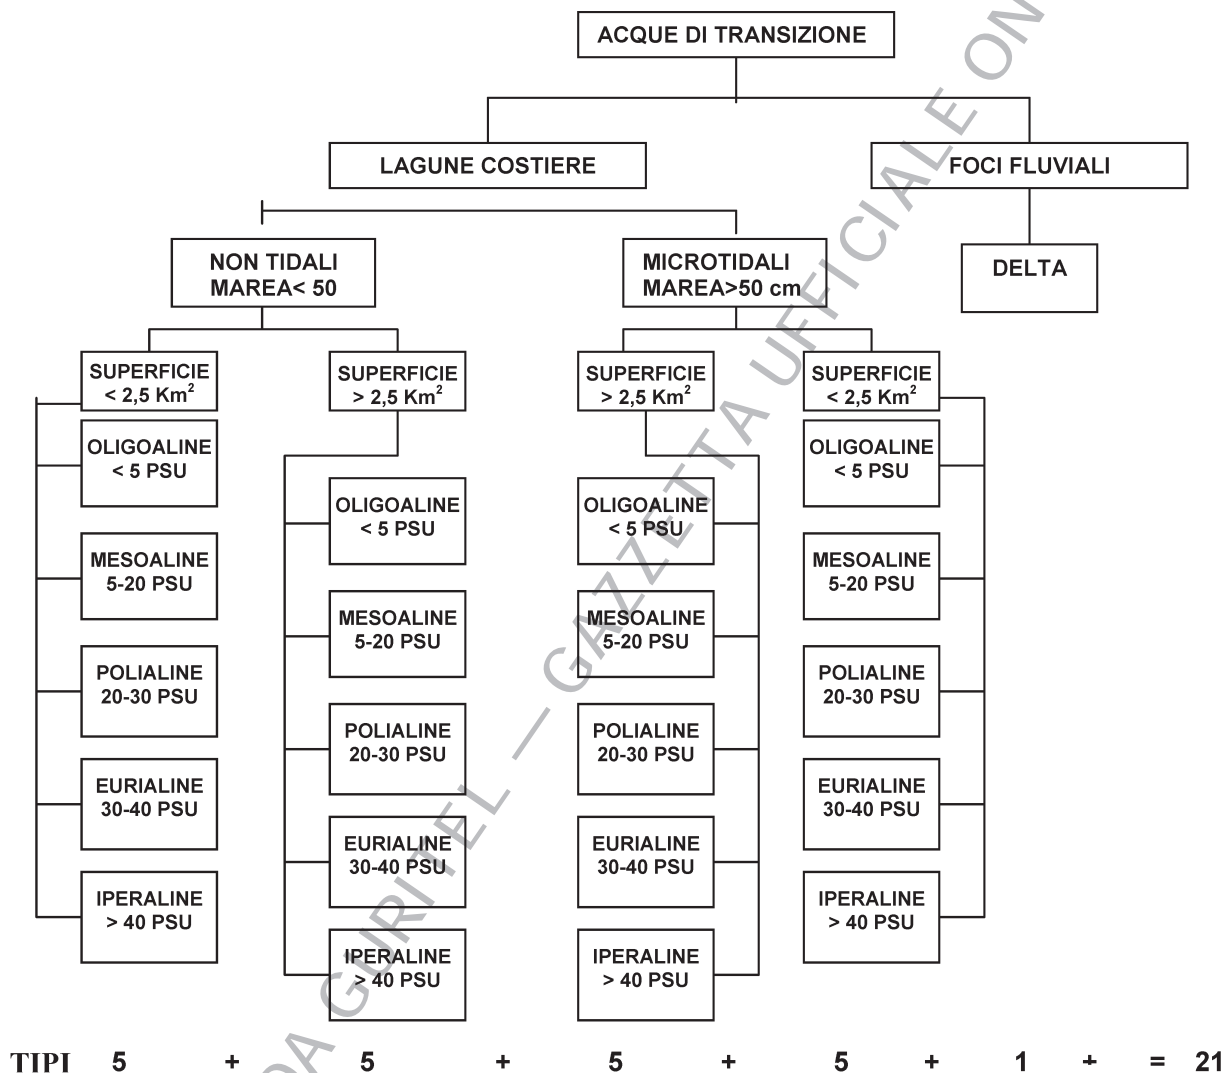 ACQUE DI TRANSIZIONE
LAGUNE COSTIERE
FOCI FLUVIALI
NON TIDALI
MAREA< 50
MICROTIDALI
MAREA>50 cm
DELTA
SUPERFICIE
< 2,5 Km²
OLIGOALINE
< 5 PSU
MESOALINE
5-20 PSU
POLIALINE
20-30 PSU
EURIALINE
30-40 PSU
IPERALINE
> 40 PSU
SUPERFICIE
> 2,5 Km²
OLIGOALINE
< 5 PSU
MESOALINE
5-20 PSU
POLIALINE
20-30 PSU
EURIALINE
30-40 PSU
IPERALINE
> 40 PSU
SUPERFICIE
> 2,5 Km²
OLIGOALINE
< 5 PSU
MESOALINE
5-20 PSU
POLIALINE
20-30 PSU
EURIALINE
30-40 PSU
IPERALINE
> 40 PSU
SUPERFICIE
< 2,5 Km²
OLIGOALINE
< 5 PSU
MESOALINE
5-20 PSU
POLIALINE
20-30 PSU
EURIALINE
30-40 PSU
IPERALINE
> 40 PSU
TIPI 5 + 5 + 5 + 5 + 1 + = 21
DA GURITEL — GAZZETTA UFFICIALE ON